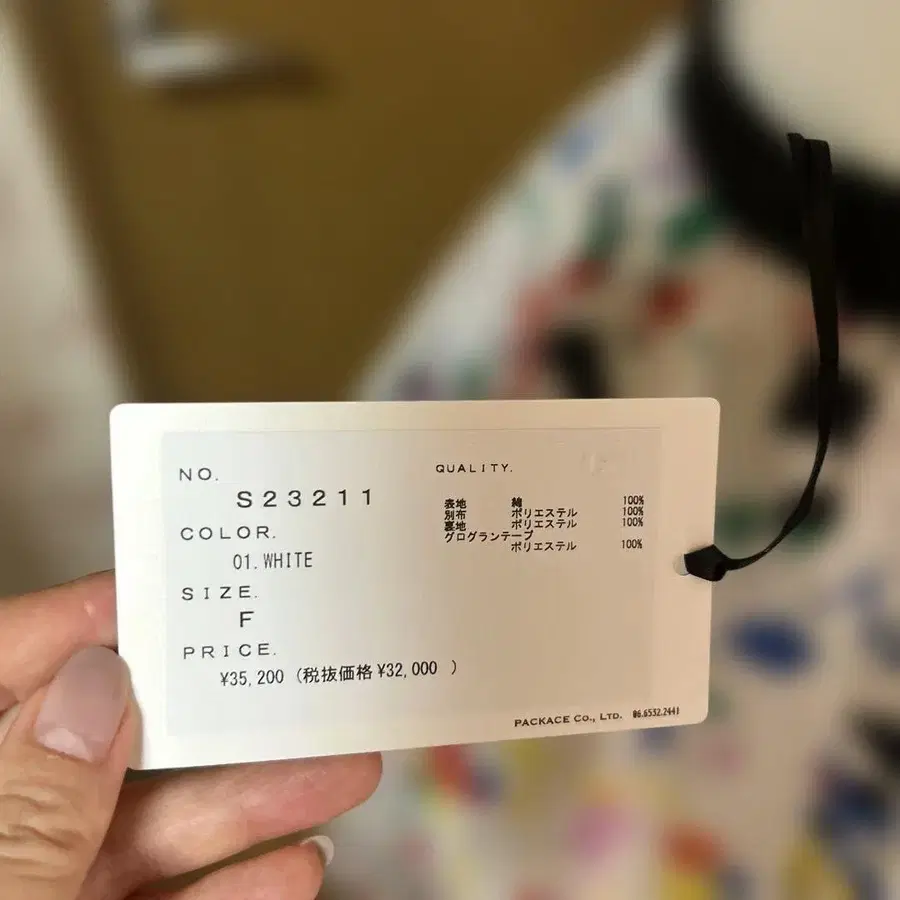 NO.
S23211
COLOR.
01.WHITE
SIZE.
F
PRICE.
¥35,200 (税抜価格¥32,000 )
QUALITY.
表地 綿 100%
別布 ポリエステル 100%
裏地 ポリエステル 100%
グログランテープ
ポリエステル 100%
PACKACE CO., LTD. 06.6532.2441